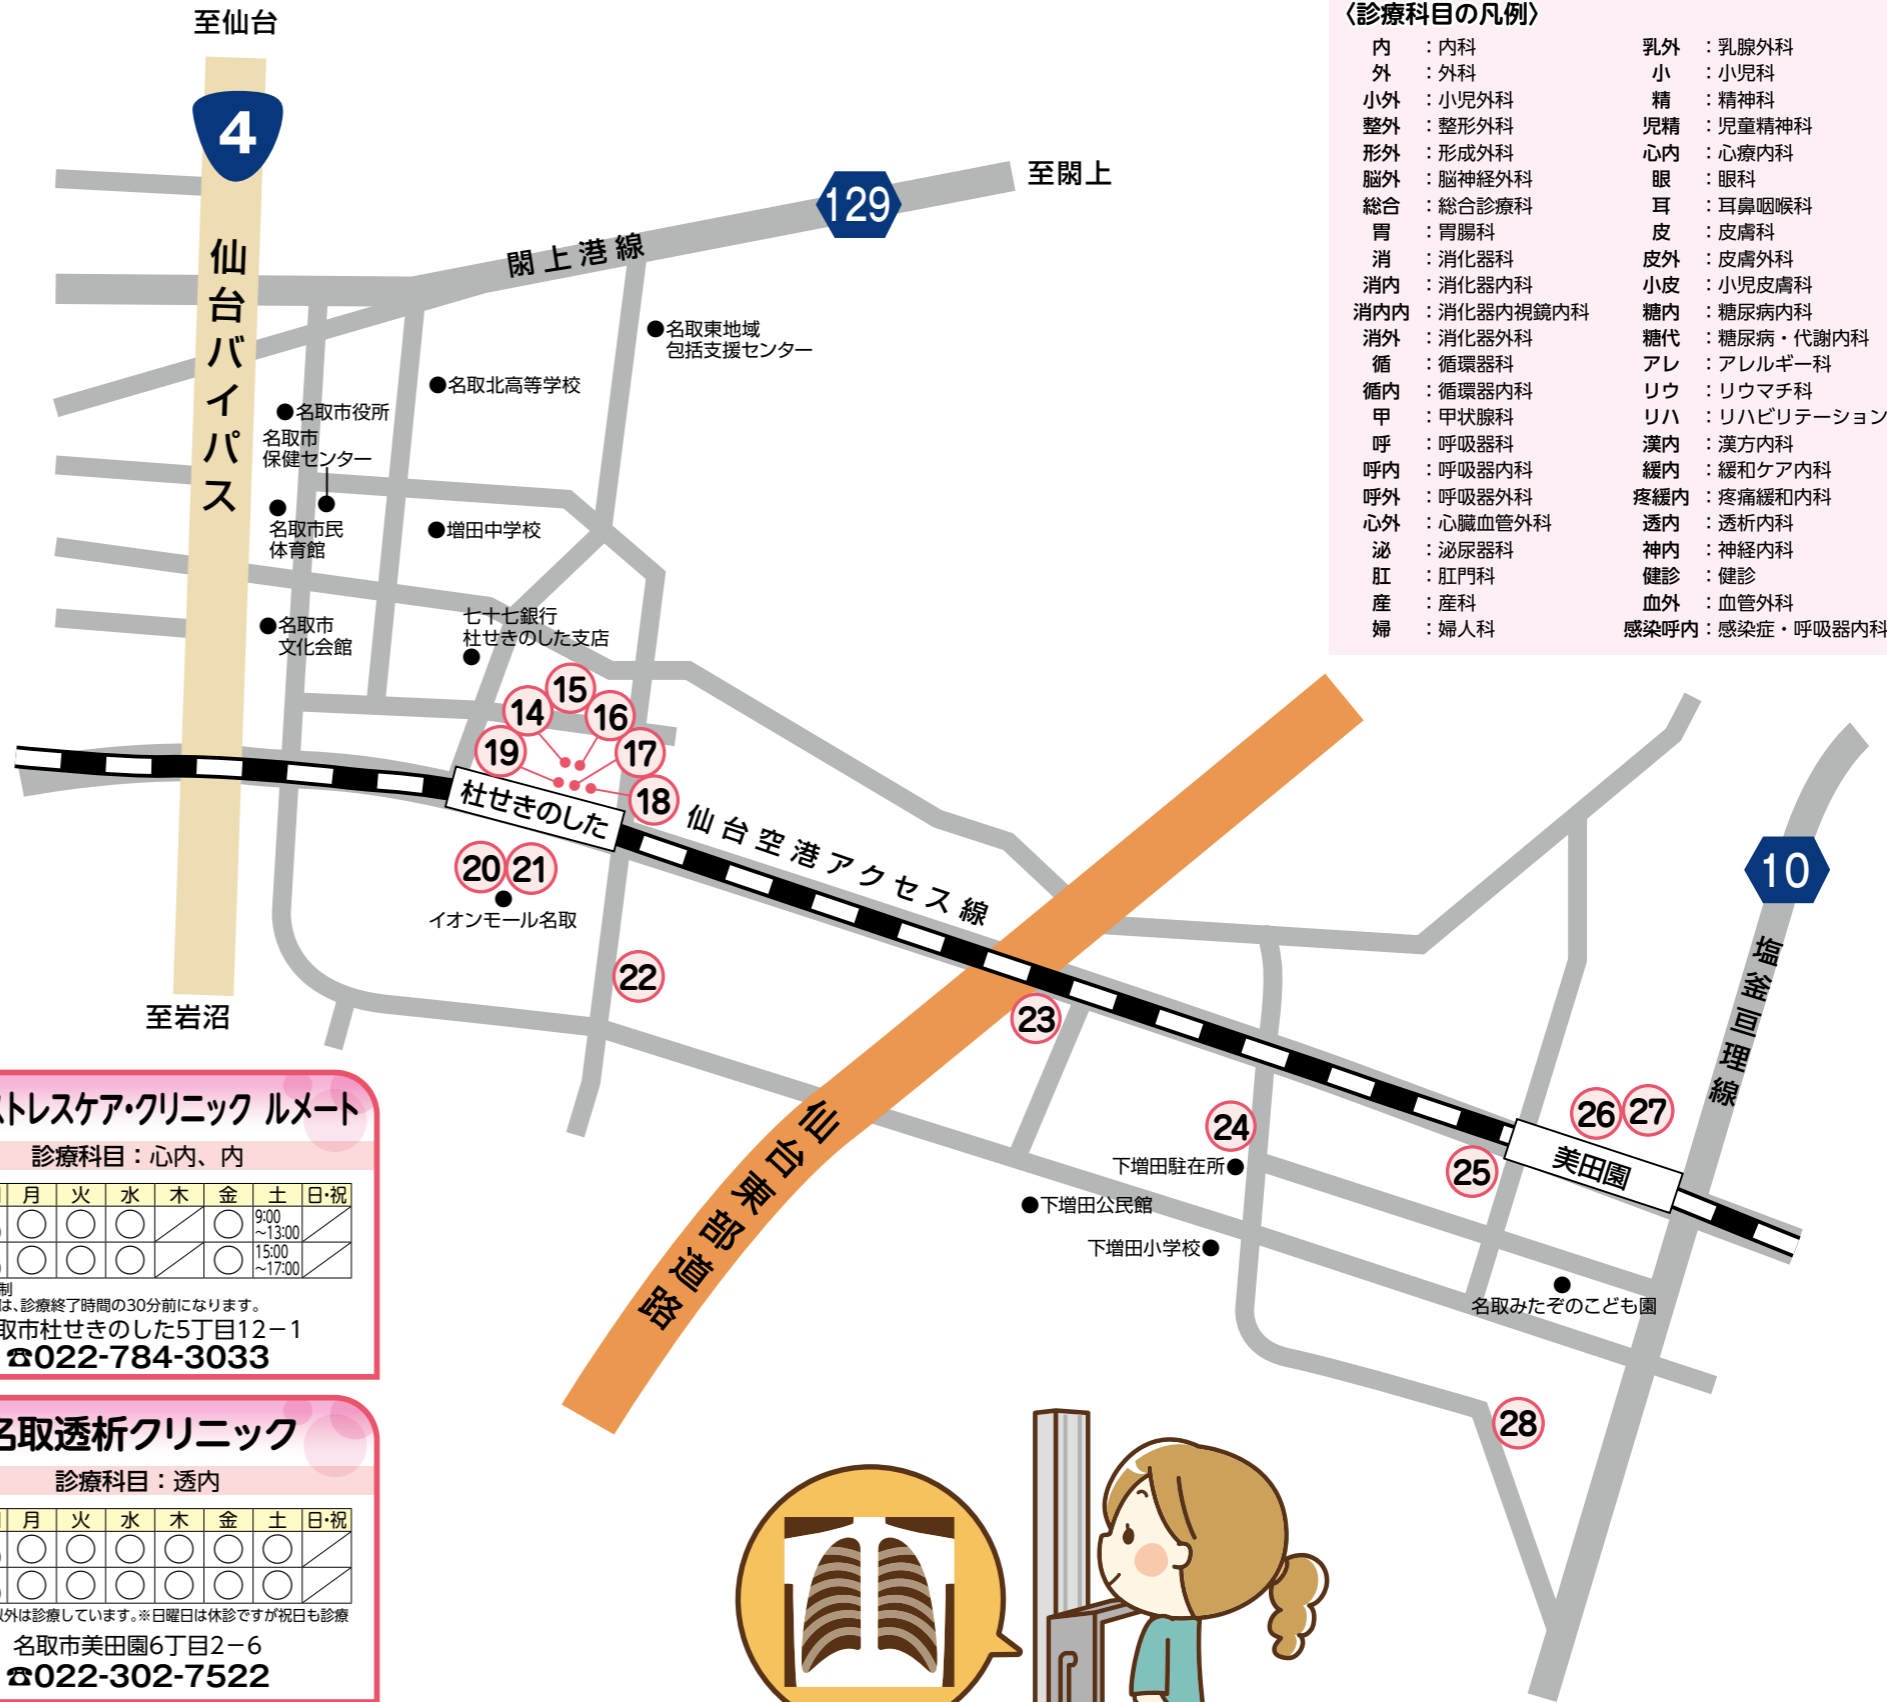 至仙台
4
仙台バイパス
至岩沼
129
至閖上
閖上港線
名取東地域
包括支援センター
名取北高等学校
名取市役所
名取市
保健センター
名取市民
体育館
増田中学校
名取市
文化会館
七十七銀行
杜せきのした支店
15
14
16
19
17
18
杜せきのした
仙台空港アクセス線
20
21
イオンモール名取
22
23
仙台東部道路
24
下増田駐在所
下増田公民館
下増田小学校
25
26
27
美田園
名取みたぞのこども園
28
10
塩釜亘理線
〈診療科目の凡例〉
内：内科
外：外科
小外：小児外科
整外：整形外科
形外：形成外科
脳外：脳神経外科
総合：総合診療科
胃：胃腸科
消：消化器科
消内：消化器内科
消内内：消化器内視鏡内科
消外：消化器外科
循：循環器科
循内：循環器内科
甲：甲状腺科
呼：呼吸器科
呼内：呼吸器内科
呼外：呼吸器外科
心外：心臓血管外科
泌：泌尿器科
肛：肛門科
産：産科
婦：婦人科
乳外：乳腺外科
小：小児科
精：精神科
児精：児童精神科
心内：心療内科
眼：眼科
耳：耳鼻咽喉科
皮：皮膚科
皮外：皮膚外科
小皮：小児皮膚科
糖内：糖尿病内科
糖代：糖尿病・代謝内科
アレ：アレルギー科
リウ：リウマチ科
リハ：リハビリテーション
漢内：漢方内科
緩内：緩和ケア内科
疼緩内：疼痛緩和内科
透内：透析内科
神内：神経内科
健診：健診
血外：血管外科
感染呼内：感染症・呼吸器内科
ストレスケア・クリニック ルメート
診療科目：心内、内
月 火 水 木 金 土 日・祝
○ ○ ○ ／ ○ 9:00～13:00 ／
○ ○ ○ ／ ○ 15:00～17:00 ／
制
は、診療終了時間の30分前になります。
取市杜せきのした5丁目12－1
☎022-784-3033
名取透析クリニック
診療科目：透内
月 火 水 木 金 土 日・祝
○ ○ ○ ○ ○ ○ ／
○ ○ ○ ○ ○ ○ ／
以外は診療しています。※日曜日は休診ですが祝日も診療
名取市美田園6丁目2－6
☎022-302-7522